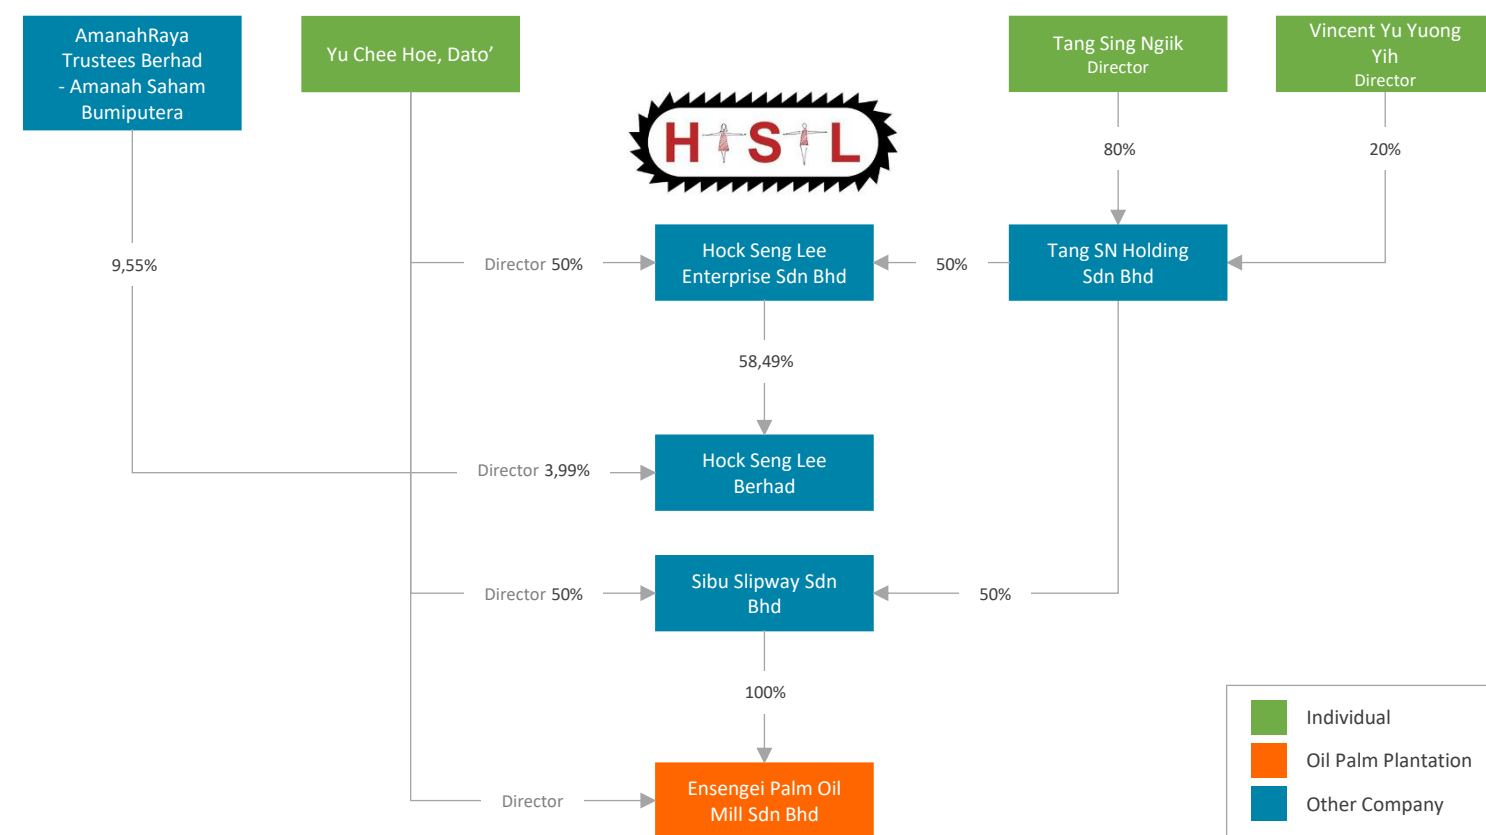 AmanahRaya
Trustees Berhad
- Amanah Saham
Bumiputera
Yu Chee Hoe, Dato’
Tang Sing Ngiik
Director
Vincent Yu Yuong
Yih
Director
H S L
80%
20%
9,55%
Director 50%
Hock Seng Lee
Enterprise Sdn Bhd
50%
Tang SN Holding
Sdn Bhd
58,49%
Director 3,99%
Hock Seng Lee
Berhad
Director 50%
Sibu Slipway Sdn
Bhd
50%
100%
Director
Ensengei Palm Oil
Mill Sdn Bhd
Individual
Oil Palm Plantation
Other Company